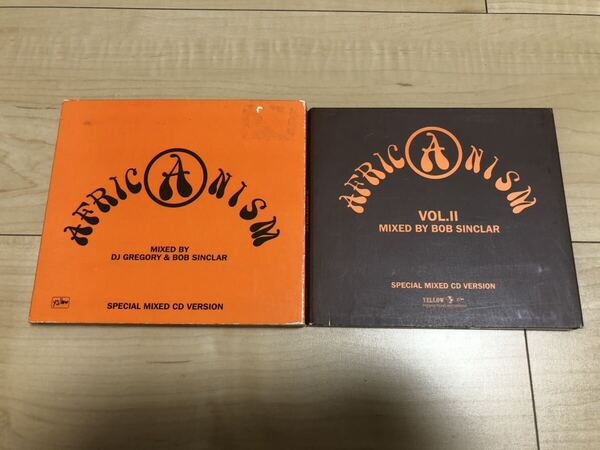 AFRICANISM
MIXED BY
DJ GREGORY & BOB SINCLAR
SPECIAL MIXED CD VERSION
AFRICANISM
VOL.II
MIXED BY BOB SINCLAR
SPECIAL MIXED CD VERSION
YELLOW